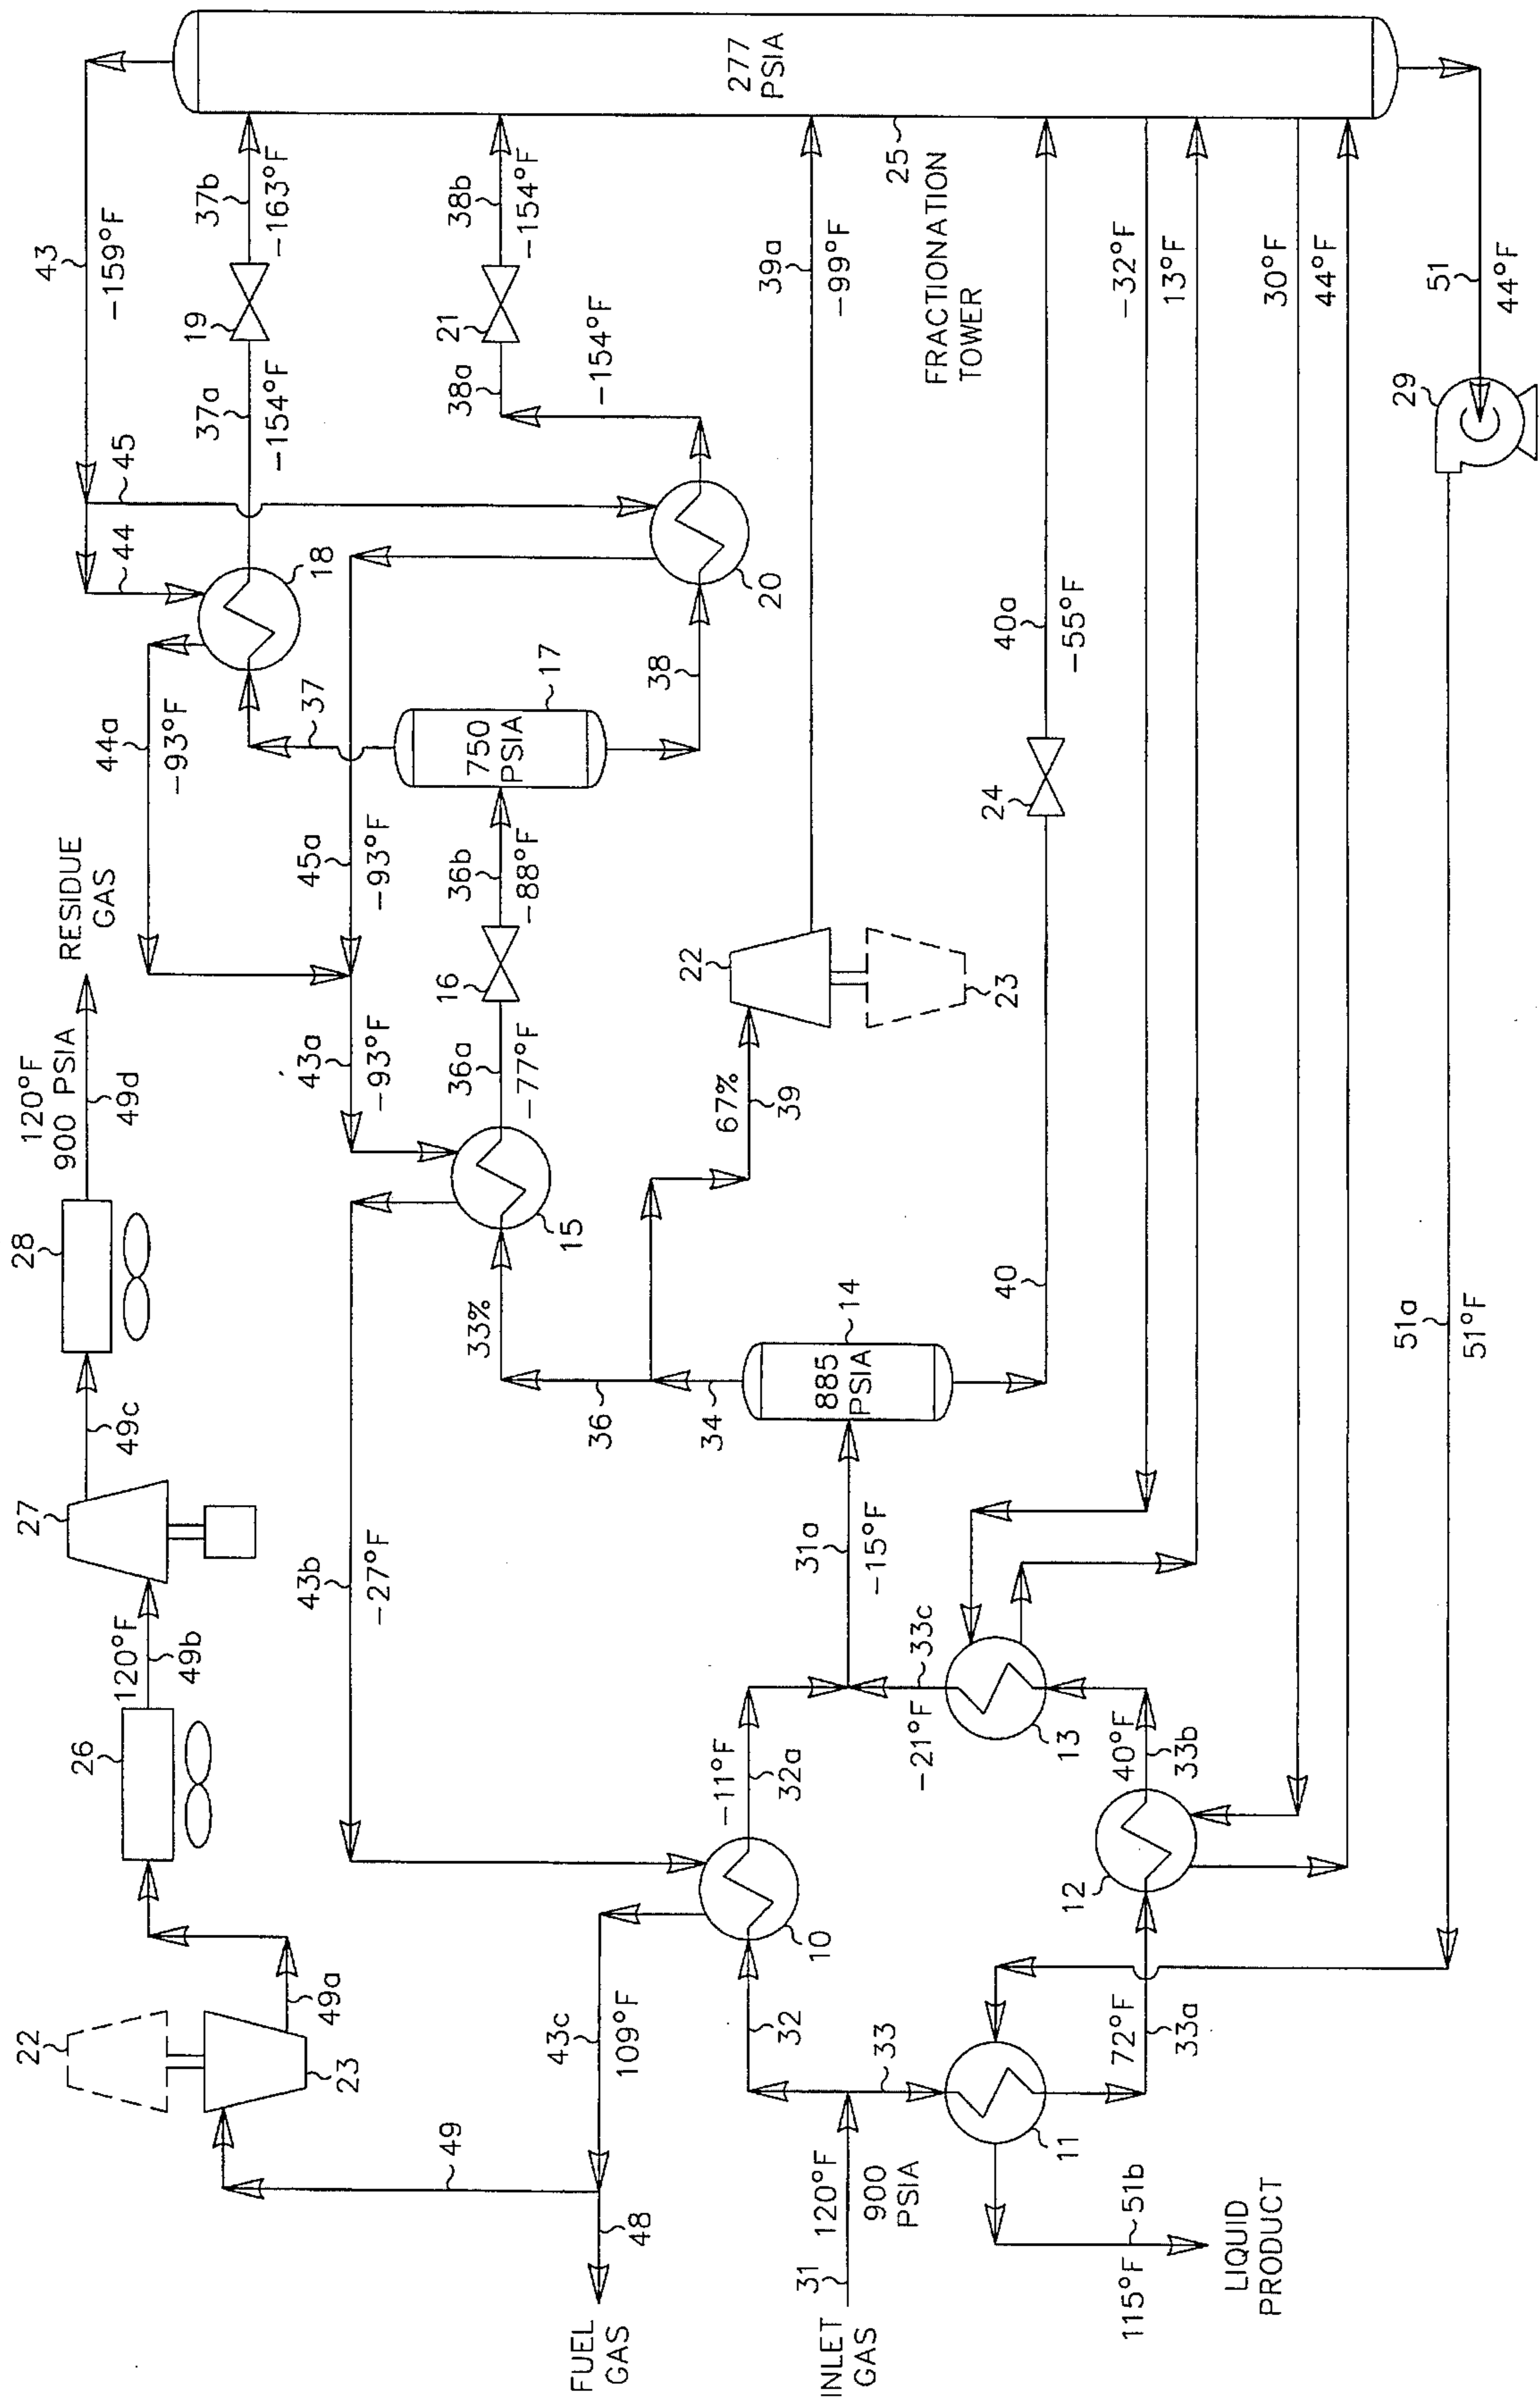 RESIDUE
GAS
120°F
900 PSIA
49d
28
49c
27
120°F
49b
26
49a
22
23
49
48
FUEL
GAS
43c
109°F
43
-159°F
45
44
18
44a
-93°F
37
37a
-154°F
19
37b
-163°F
45a
-93°F
43a
-93°F
43b
-27°F
33%
15
36a
-77°F
16
36b
-88°F
750
PSIA
17
38
20
38a
-154°F
21
38b
-154°F
36
34
67%
39
22
23
39a
-99°F
277
PSIA
25
FRACTIONATION
TOWER
INLET
GAS
31
120°F
900
PSIA
32
10
-11°F
32a
31a
-15°F
885
PSIA
14
40
24
40a
-55°F
33
11
72°F
33a
12
40°F
33b
13
-21°F
33c
-32°F
13°F
30°F
44°F
51
44°F
29
51a
51°F
51b
115°F
LIQUID
PRODUCT